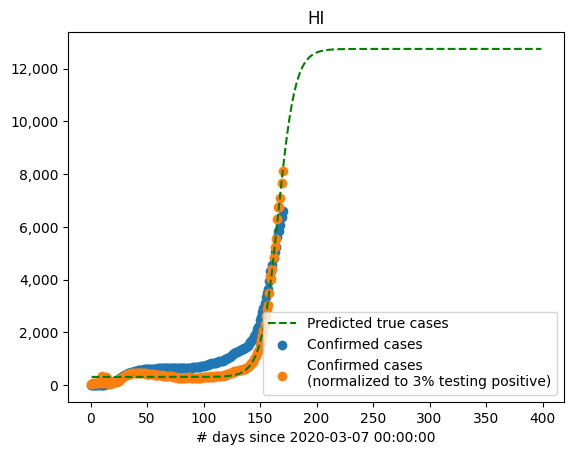 HI
12,000
10,000
8,000
6,000
4,000
2,000
0
0 50 100 150 200 250 300 350 400
# days since 2020-03-07 00:00:00
Predicted true cases
Confirmed cases
Confirmed cases
(normalized to 3% testing positive)